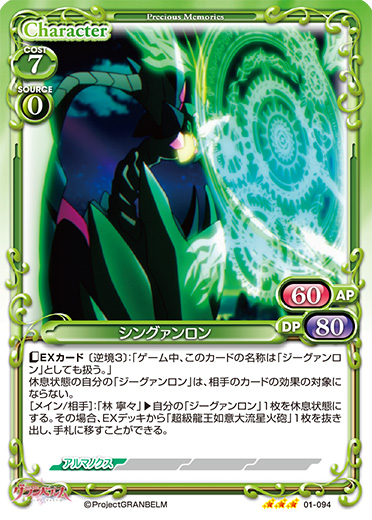 Precious Memories
Character
COST
7
SOURCE
0
60 AP
DP 80
シングァンロン
EXカード〔逆境3〕:「ゲーム中、このカードの名称は「ジーグァンロ
ン」としても扱う。」
休息状態の自分の「ジーグァンロン」は、相手のカードの効果の対象に
ならない。
[メイン/相手]:「林 寧々」▶自分の「ジーグァンロン」1枚を休息状態に
する。その場合、EXデッキから「超級龍王如意大流星火砲」1枚を抜き
出し、手札に移すことができる。
アルマノクス
グランベルム
©ProjectGRANBELM
01-094